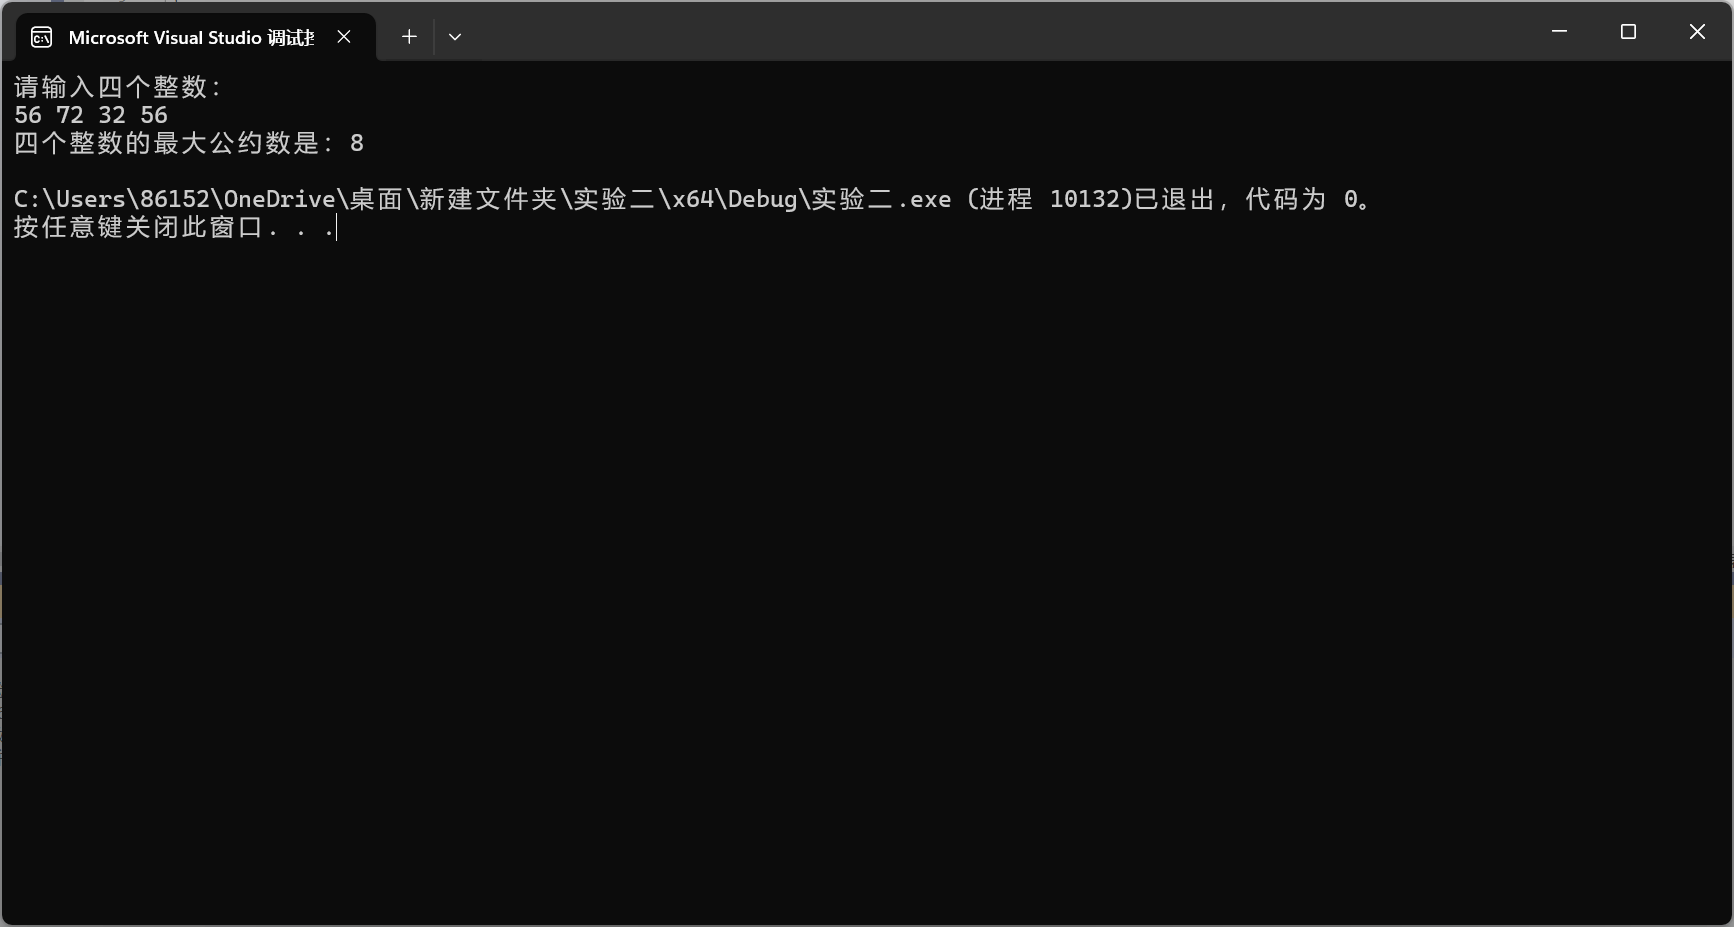 Microsoft Visual Studio 调试
请输入四个整数:
56 72 32 56
四个整数的最大公约数是: 8
C:\Users\86152\OneDrive\桌面\新建文件夹\实验二\x64\Debug\实验二.exe (进程 10132)已退出，代码为 0。
按任意键关闭此窗口. . .